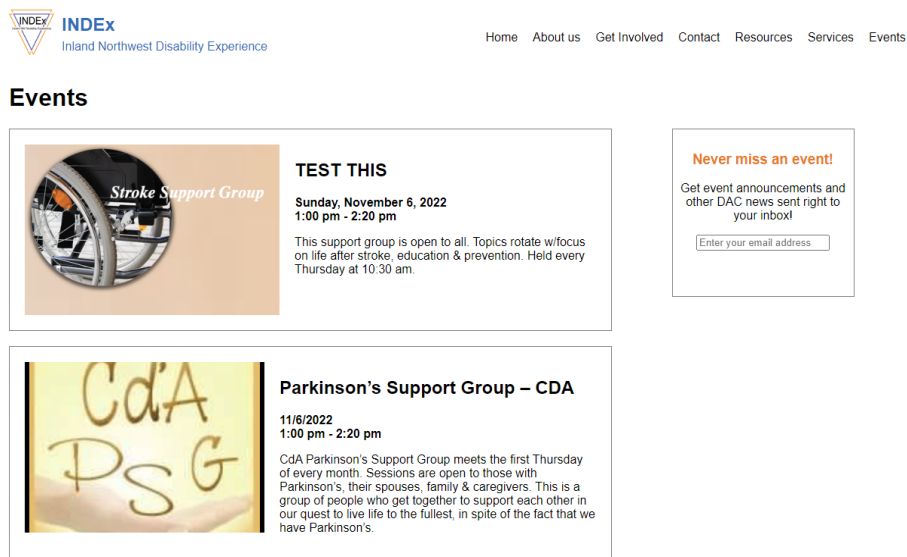 INDEx
INDEx
Inland Northwest Disability Experience
Home About us Get Involved Contact Resources Services Events
Events
Stroke Support Group
TEST THIS
Sunday, November 6, 2022
1:00 pm - 2:20 pm
This support group is open to all. Topics rotate w/focus
on life after stroke, education & prevention. Held every
Thursday at 10:30 am.
Never miss an event!
Get event announcements and
other DAC news sent right to
your inbox!
Enter your email address
CdA
PSG
Parkinson’s Support Group – CDA
11/6/2022
1:00 pm - 2:20 pm
CdA Parkinson’s Support Group meets the first Thursday
of every month. Sessions are open to those with
Parkinson’s, their spouses, family & caregivers. This is a
group of people who get together to support each other in
our quest to live life to the fullest, in spite of the fact that we
have Parkinson’s.